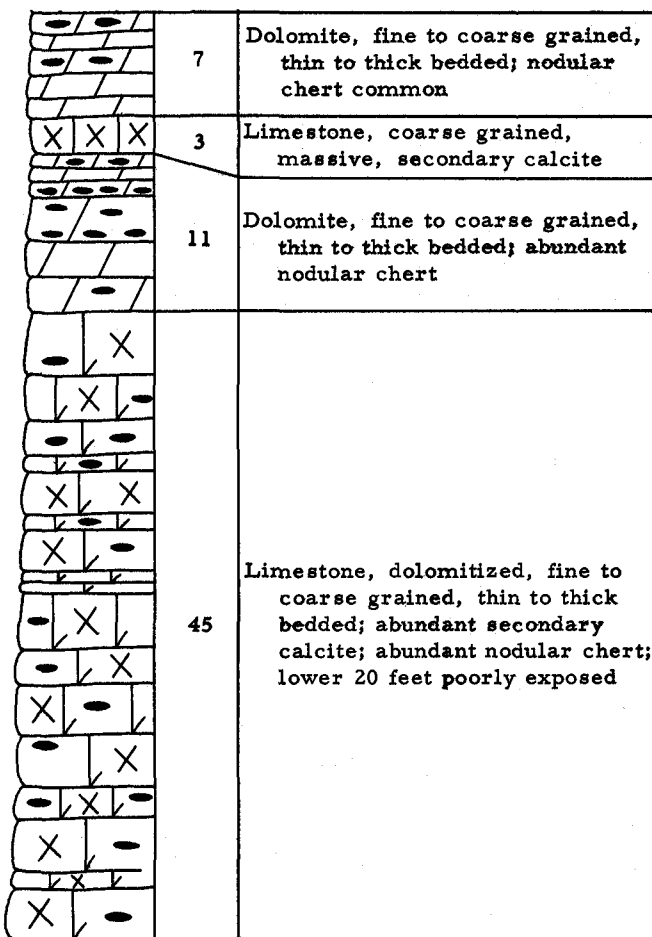 7
Dolomite, fine to coarse grained,
thin to thick bedded; nodular
chert common
3
Limestone, coarse grained,
massive, secondary calcite
11
Dolomite, fine to coarse grained,
thin to thick bedded; abundant
nodular chert
45
Limestone, dolomitized, fine to
coarse grained, thin to thick
bedded; abundant secondary
calcite; abundant nodular chert;
lower 20 feet poorly exposed